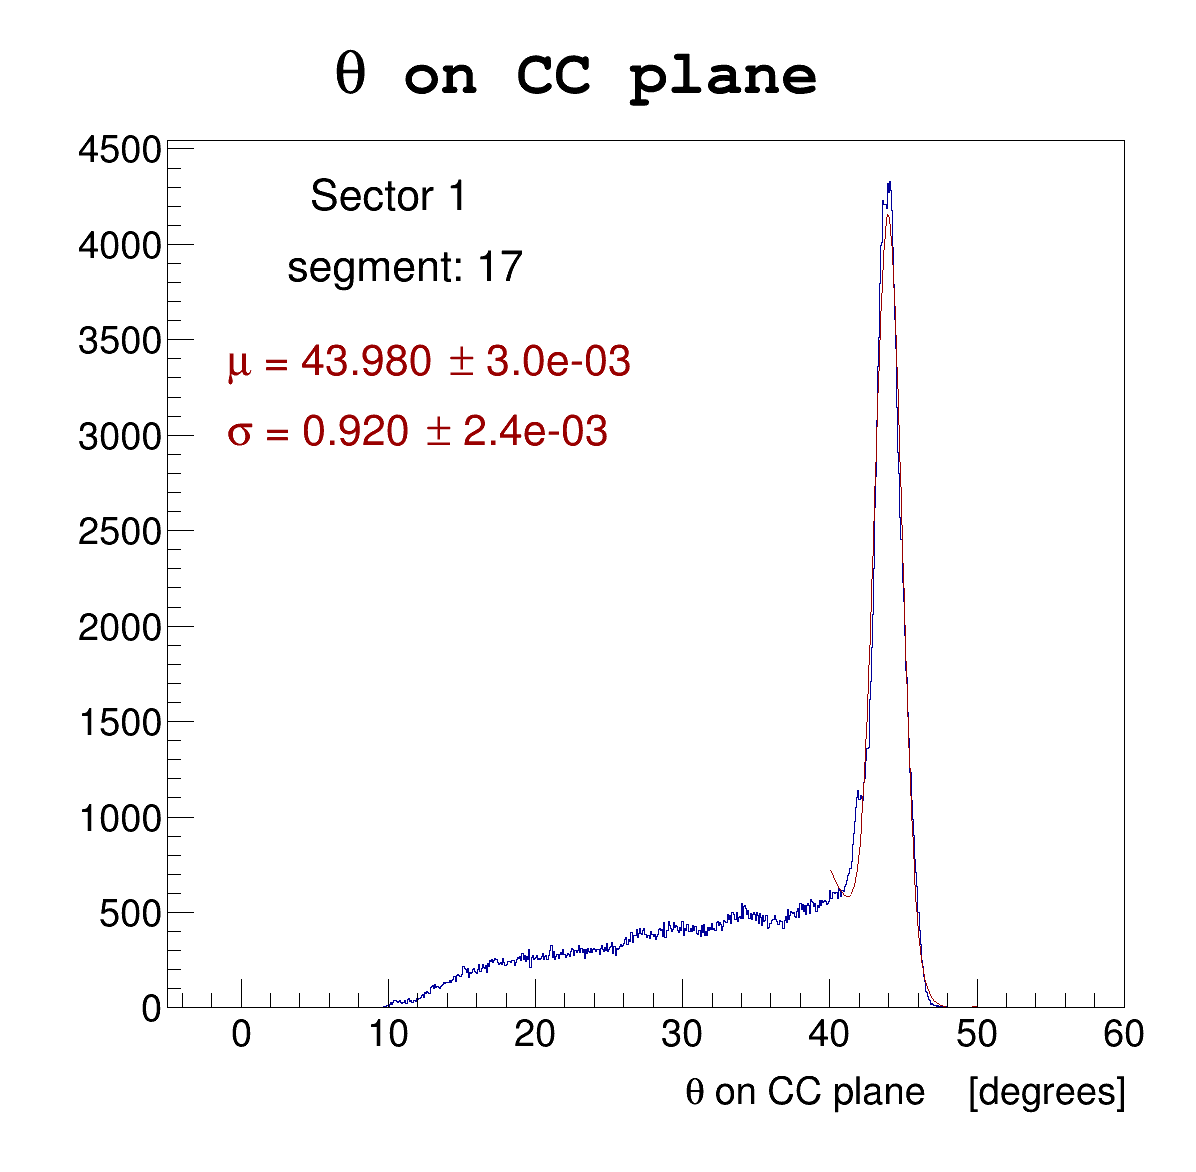 θ on CC plane
4500
Sector 1
4000
segment: 17
3500
μ = 43.980 ± 3.0e-03
σ = 0.920 ± 2.4e-03
3000
2500
2000
1500
1000
500
0
0 10 20 30 40 50 60
θ on CC plane [degrees]